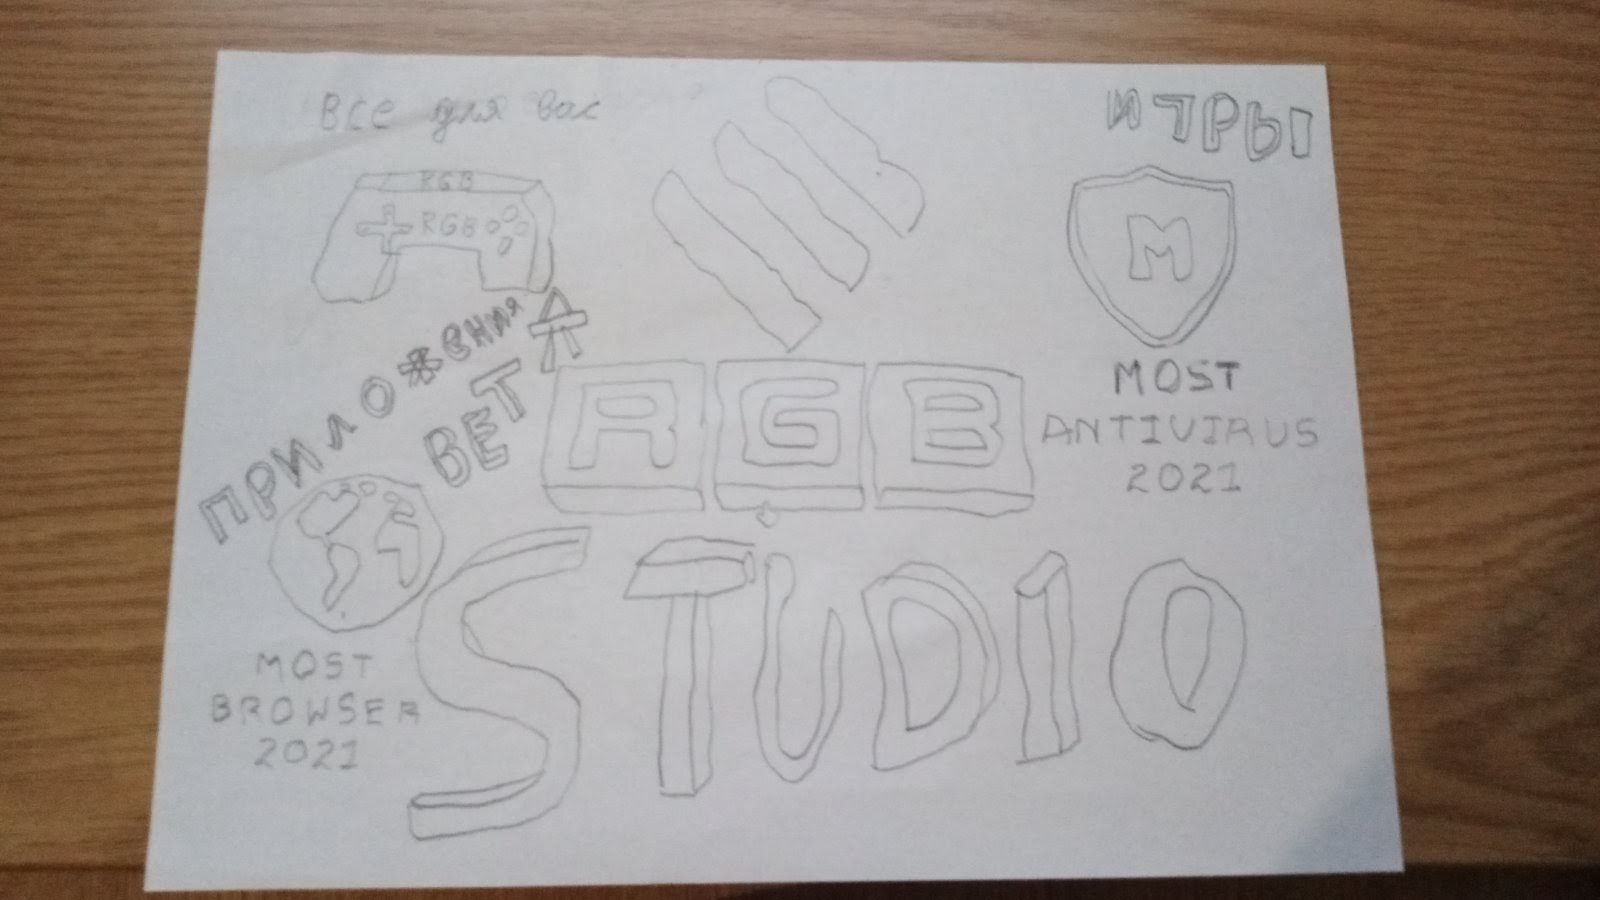 Все для вас
ИГРЫ
RGB
RGB
M
ПРИЛОЖЕНИЯ
BETA
RGB
STUDIO
MOST
ANTIVIRUS
2021
MOST
BROWSER
2021